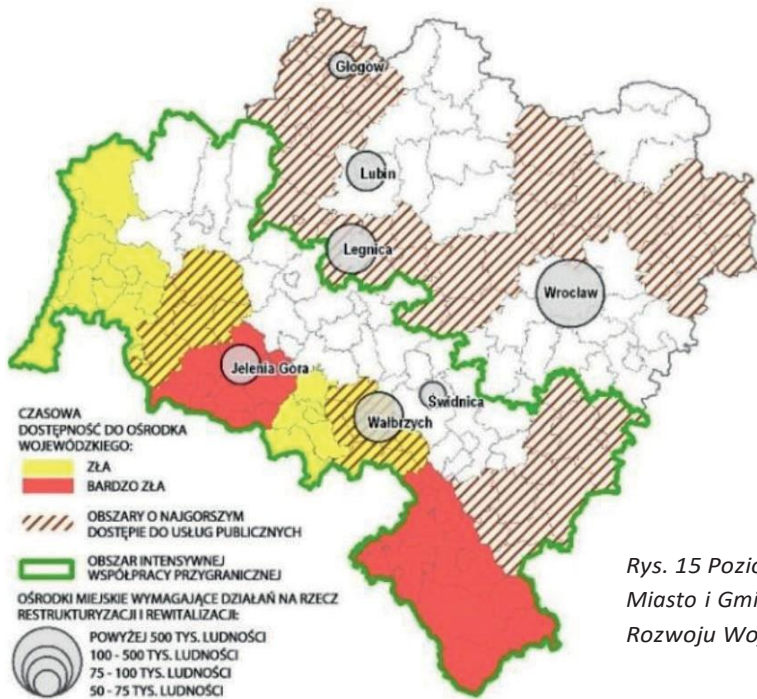 Głogów
Lubin
Legnica
Wrocław
Jelenia Góra
Świdnica
Wałbrzych
CZASOWA
DOSTĘPNOŚĆ DO OŚRODKA
WOJEWÓDZKIEGO:
ZŁA
BARDZO ZŁA
OBSZARY O NAJGORSZYM
DOSTĘPIE DO USŁUG PUBLICZNYCH
OBSZAR INTENSYWNEJ
WSPÓŁPRACY PRZYGRANICZNEJ
OŚRODKI MIEJSKIE WYMAGAJĄCE DZIAŁAŃ NA RZECZ
RESTRUKTURYZACJI I REWITALIZACJI:
POWYŻEJ 500 TYS. LUDNOŚCI
100 - 500 TYS. LUDNOŚCI
75 - 100 TYS. LUDNOŚCI
50 - 75 TYS. LUDNOŚCI
Rys. 15 Pozio
Miasto i Gmi
Rozwoju Wo